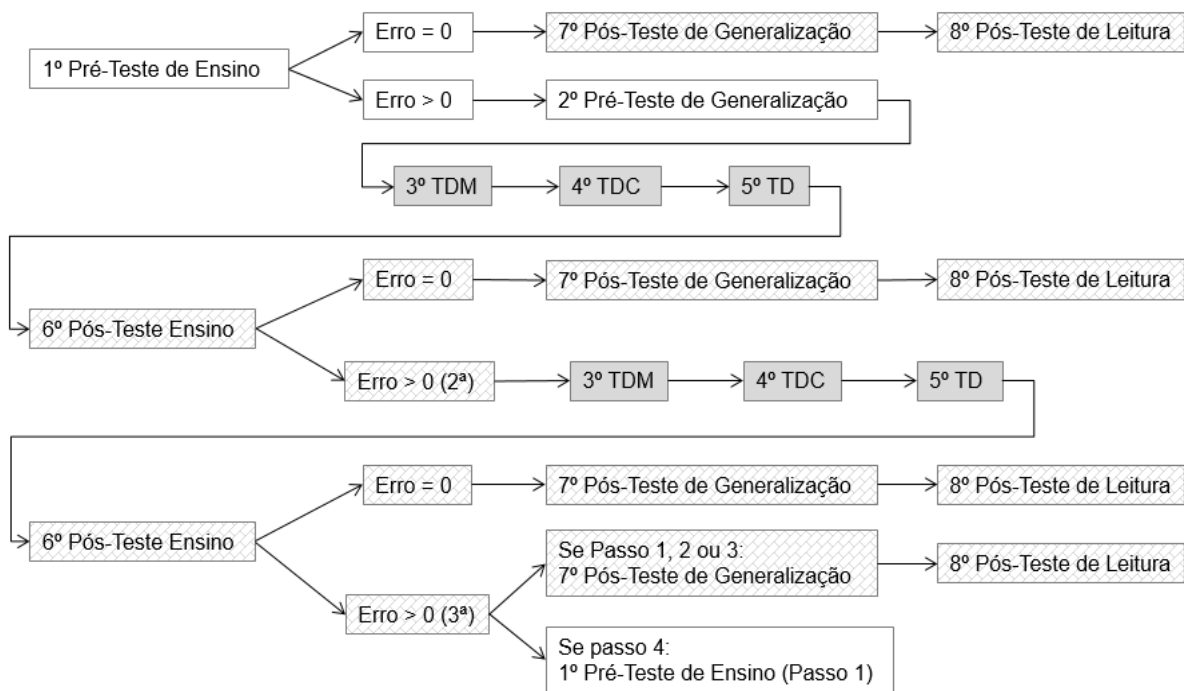 Erro = 0
7º Pós-Teste de Generalização
8º Pós-Teste de Leitura
1º Pré-Teste de Ensino
Erro > 0
2º Pré-Teste de Generalização
3º TDM
4º TDC
5º TD
Erro = 0
7º Pós-Teste de Generalização
8º Pós-Teste de Leitura
6º Pós-Teste Ensino
Erro > 0 (2ª)
3º TDM
4º TDC
5º TD
Erro = 0
7º Pós-Teste de Generalização
8º Pós-Teste de Leitura
6º Pós-Teste Ensino
Se Passo 1, 2 ou 3:
7º Pós-Teste de Generalização
8º Pós-Teste de Leitura
Erro > 0 (3ª)
Se passo 4:
1º Pré-Teste de Ensino (Passo 1)